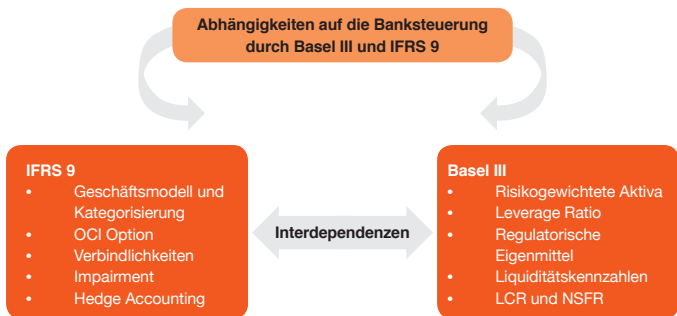 Abhängigkeiten auf die Banksteuerung
durch Basel III und IFRS 9
IFRS 9
• Geschäftsmodell und
Kategorisierung
• OCI Option
• Verbindlichkeiten
• Impairment
• Hedge Accounting
Interdependenzen
Basel III
• Risikogewichtete Aktiva
• Leverage Ratio
• Regulatorische
Eigenmittel
• Liquiditätskennzahlen
• LCR und NSFR